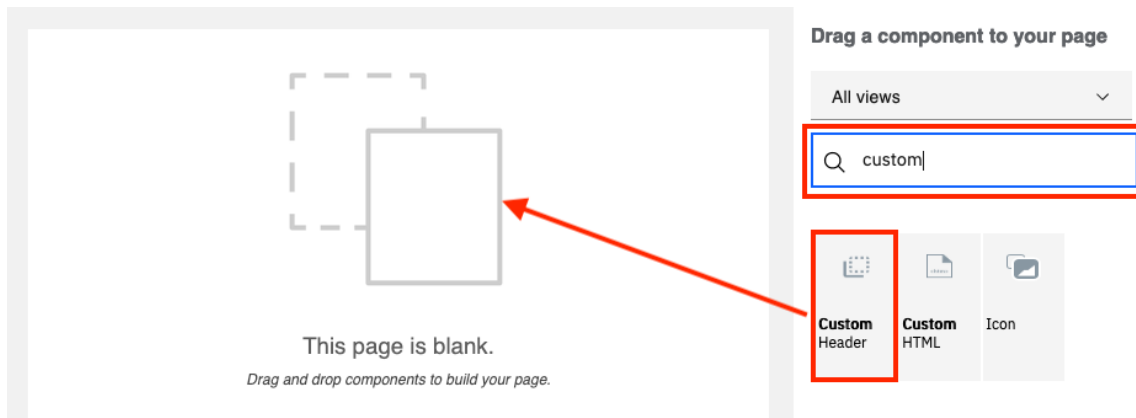 Drag a component to your page
All views
custom
Custom
Header
Custom
HTML
Icon
This page is blank.
Drag and drop components to build your page.